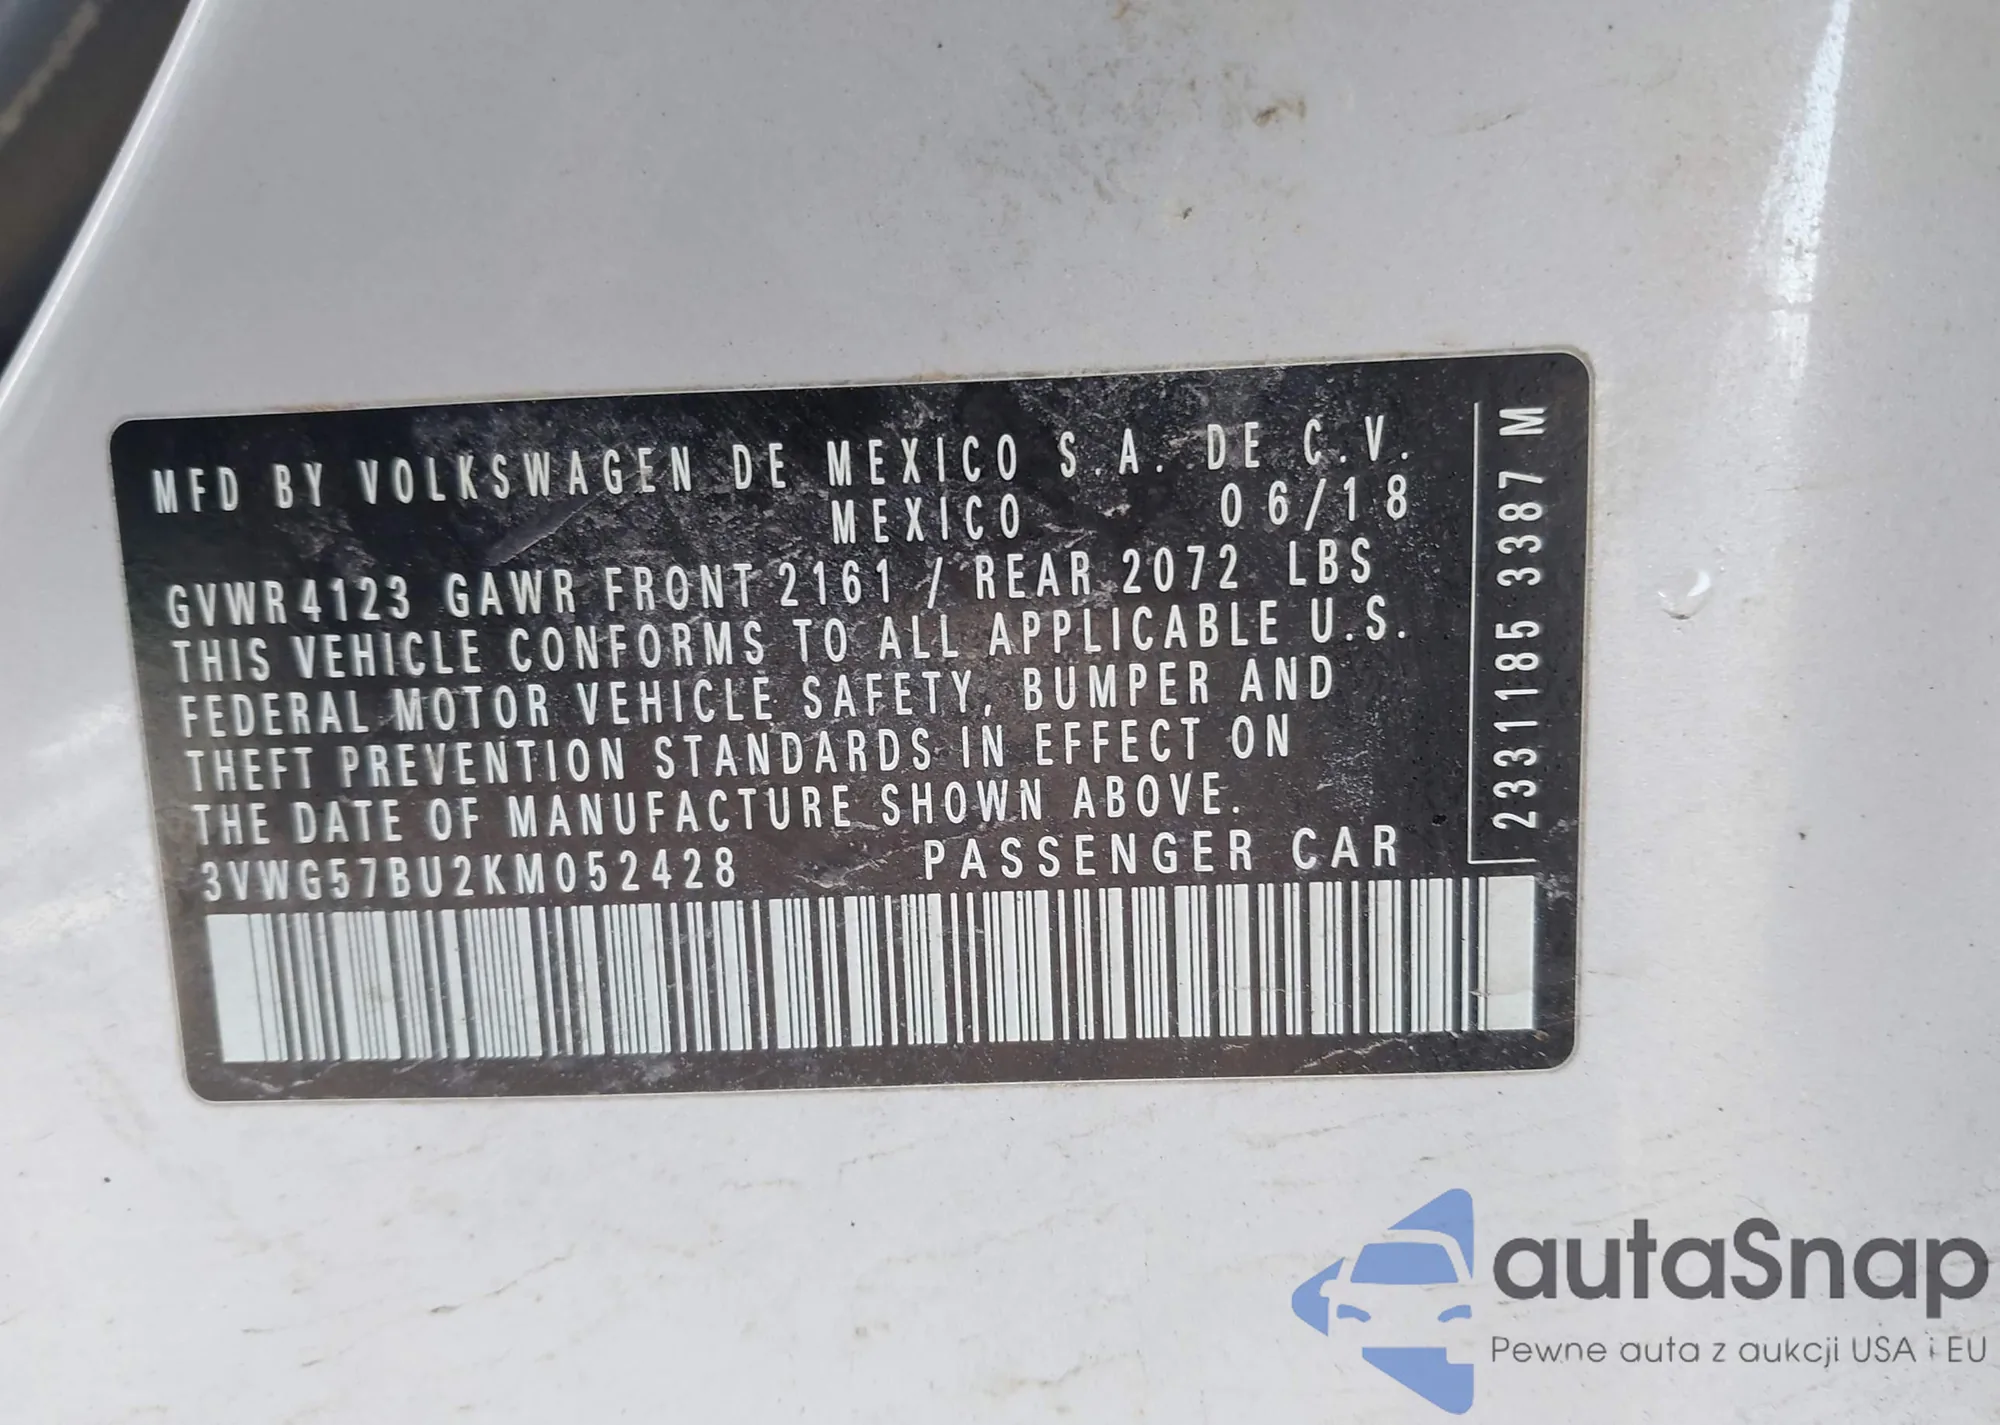 MFD BY VOLKSWAGEN DE MEXICO S.A. DE C.V.
MEXICO 06/18
GVWR 4123 GAWR FRONT 2161 / REAR 2072 LBS
THIS VEHICLE CONFORMS TO ALL APPLICABLE U.S.
FEDERAL MOTOR VEHICLE SAFETY, BUMPER AND
THEFT PREVENTION STANDARDS IN EFFECT ON
THE DATE OF MANUFACTURE SHOWN ABOVE.
3VWG57BU2KM052428 PASSENGER CAR
2331185 3387 M
autaSnap
Pewne auta z aukcji USA i EU